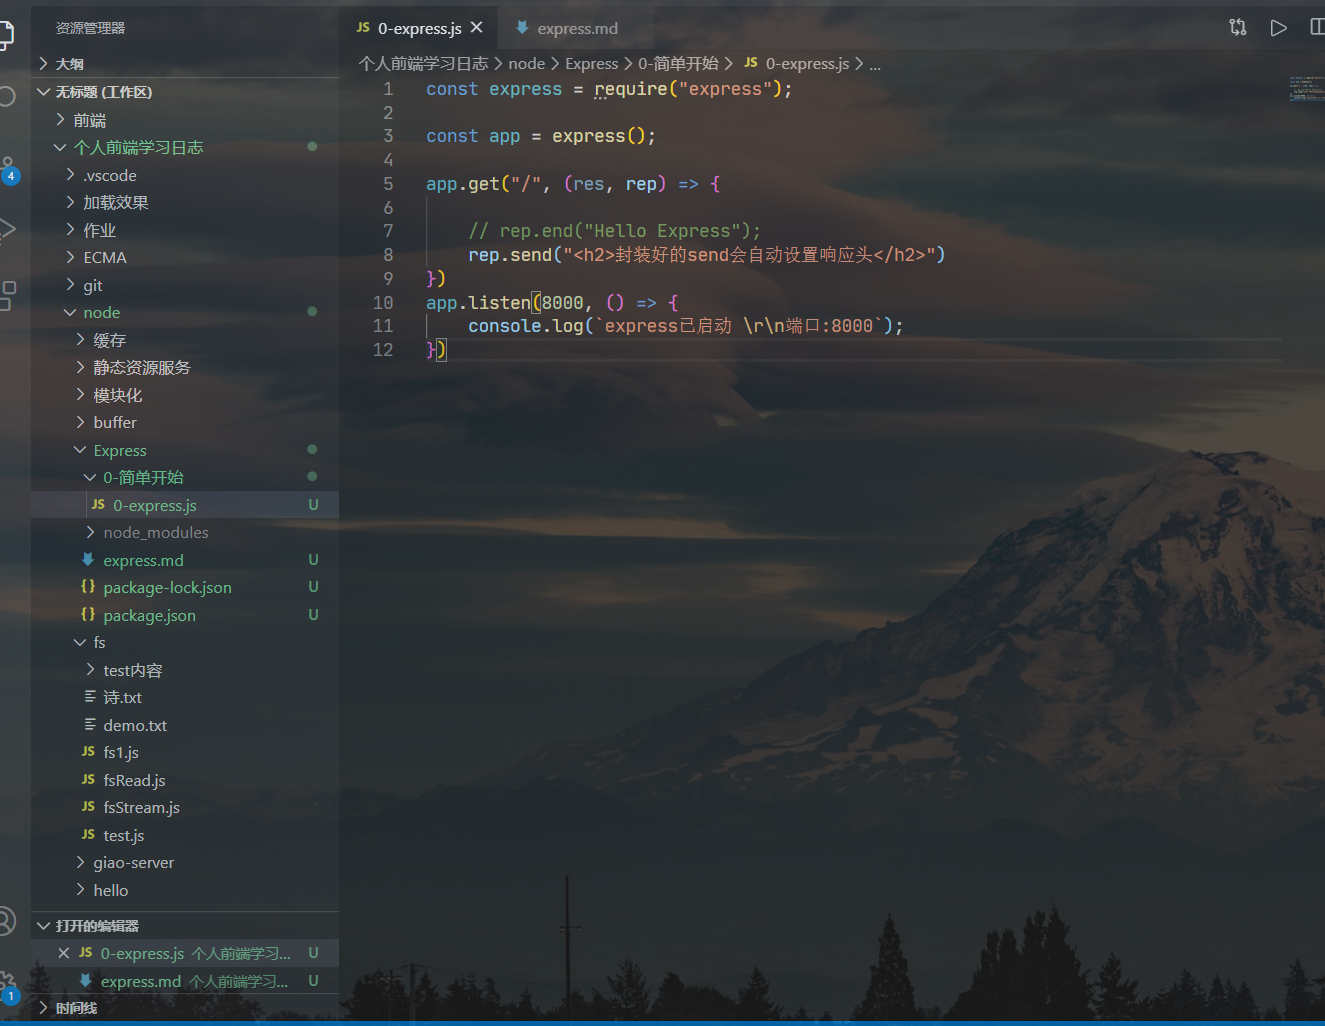 资源管理器
大纲
无标题 (工作区)
前端
个人前端学习日志
.vscode
加载效果
作业
ECMA
git
node
缓存
静态资源服务
模块化
buffer
Express
0-简单开始
JS 0-express.js U
node_modules
express.md U
{} package-lock.json U
{} package.json U
fs
test内容
诗.txt
demo.txt
JS fs1.js
JS fsRead.js
JS fsStream.js
JS test.js
giao-server
hello
打开的编辑器
JS 0-express.js 个人前端学习... U
express.md 个人前端学习... U
时间线
4
1
JS 0-express.js
express.md
个人前端学习日志 > node > Express > 0-简单开始 > JS 0-express.js > ...
1 const express = require("express");
2
3 const app = express();
4
5 app.get("/", (res, rep) => {
6
7 // rep.end("Hello Express");
8 rep.send("<h2>封装好的send会自动设置响应头</h2>")
9 })
10 app.listen(8000, () => {
11 console.log(`express已启动 \r\n端口:8000`);
12 })